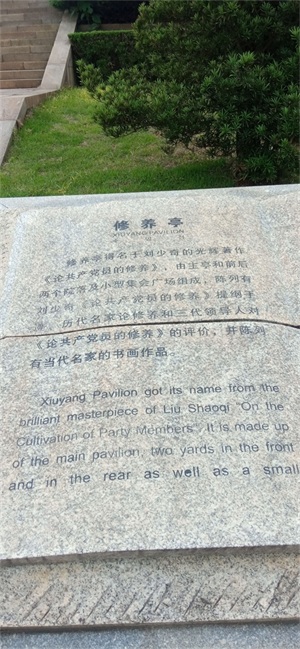 修养亭
XIUYANG PAVILION
修养亭语名于刘少奇的光辉著作
《论共产党员的修养》，由主亭和前后
两个院落及小型集会广场组成，陈列有
刘少奇《论共产党员的修养》提纲手
历代名家论修养和三代领导人对
《论共产党员的修养》的评价，并陈列
有当代名家的书画作品。
Xiuyang Pavilion got its name from the
brilliant masterpiece of Liu Shaoqi "On the
Cultivation of Party Members". It is made up
of the main pavilion, two yards in the front
and in the rear as well as a small